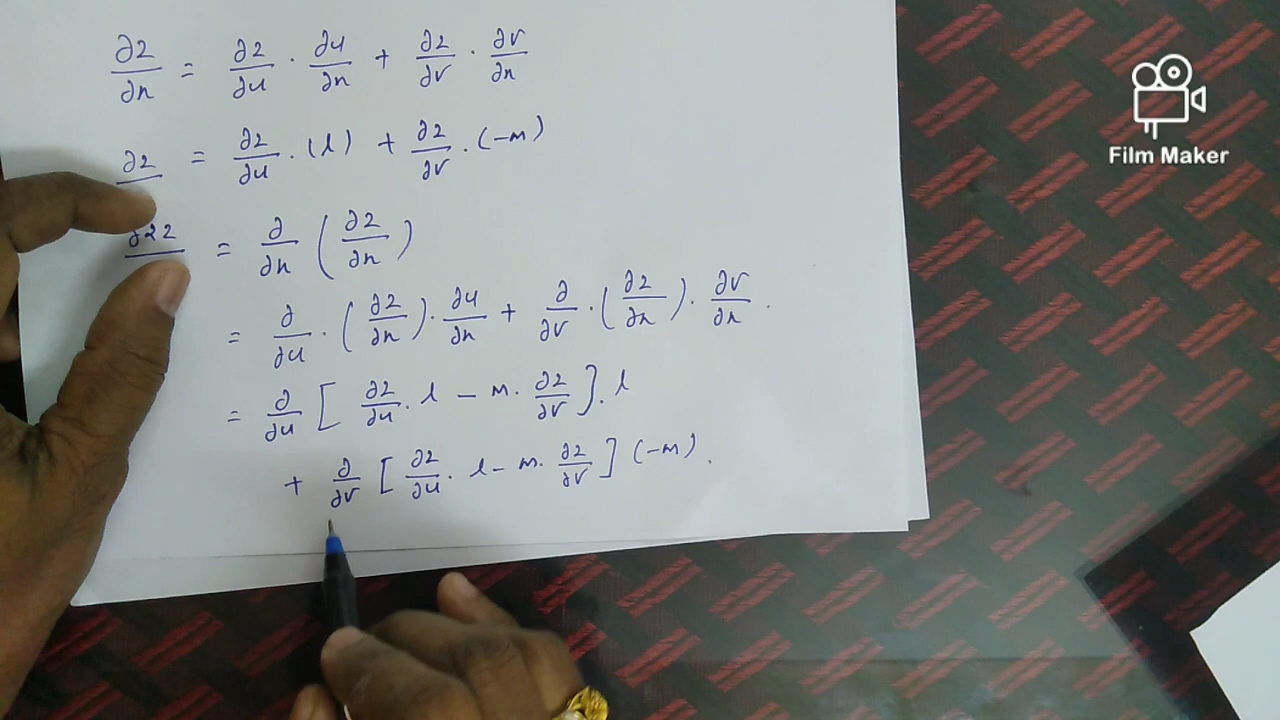 ∂z/∂x = ∂z/∂u · ∂u/∂x + ∂z/∂v · ∂v/∂x
∂z = ∂z/∂u · (l) + ∂z/∂v · (-m)
∂²z = ∂/∂x (∂z/∂x)
= ∂/∂u · (∂z/∂x) · ∂u/∂x + ∂/∂v · (∂z/∂x) · ∂v/∂x .
= ∂/∂u [ ∂z/∂u · l - m · ∂z/∂v ] . l
+ ∂/∂v [ ∂z/∂u · l - m · ∂z/∂v ] (-m) .
Film Maker